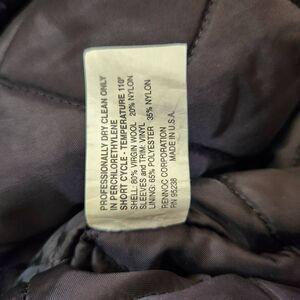 PROFESSIONALLY DRY CLEAN ONLY
IN PERCHLORETHYLENE
SHORT CYCLE - TEMPERATURE 110°
SHELL: 80% VIRGIN WOOL 20% NYLON
SLEEVES and TRIM: VINYL
LINING: 65% POLYESTER 35% NYLON
RENNOC CORPORATION
MADE IN U.S.A.
RN 95238